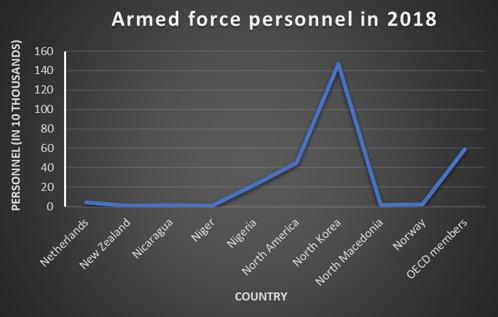 Armed force personnel in 2018
PERSONNEL (IN 10 THOUSANDS)
160
140
120
100
80
60
40
20
0
Netherlands
New Zealand
Nicaragua
Niger
Nigeria
North America
North Korea
North Macedonia
Norway
OECD members
COUNTRY